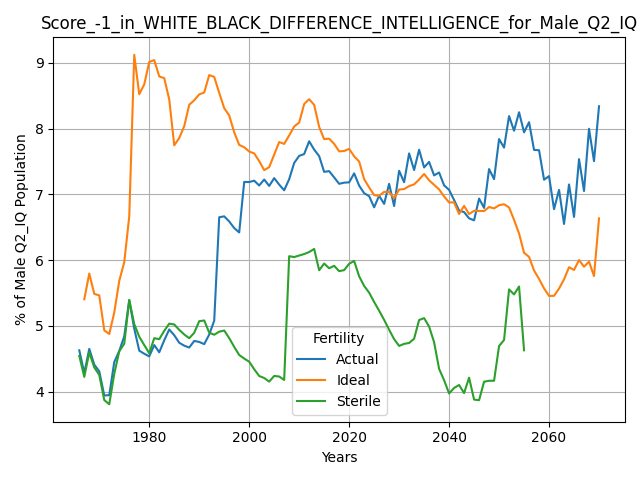 Score_-1_in_WHITE_BLACK_DIFFERENCE_INTELLIGENCE_for_Male_Q2_IQ
% of Male Q2_IQ Population
9
8
7
6
5
4
Fertility
Actual
Ideal
Sterile
1980 2000 2020 2040 2060
Years